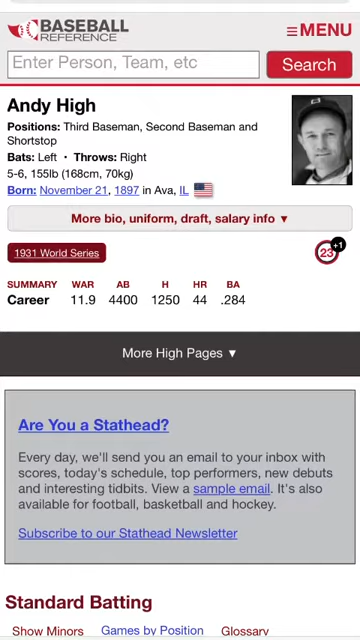 BASEBALL
REFERENCE
≡MENU
Enter Person, Team, etc
Search
Andy High
Positions: Third Baseman, Second Baseman and
Shortstop
Bats: Left • Throws: Right
5-6, 155lb (168cm, 70kg)
Born: November 21, 1897 in Ava, IL
More bio, uniform, draft, salary info ▼
1931 World Series
23
+1
SUMMARY WAR AB H HR BA
Career 11.9 4400 1250 44 .284
More High Pages ▼
Are You a Stathead?
Every day, we'll send you an email to your inbox with
scores, today's schedule, top performers, new debuts
and interesting tidbits. View a sample email. It's also
available for football, basketball and hockey.
Subscribe to our Stathead Newsletter
Standard Batting
Show Minors Games by Position Glossary